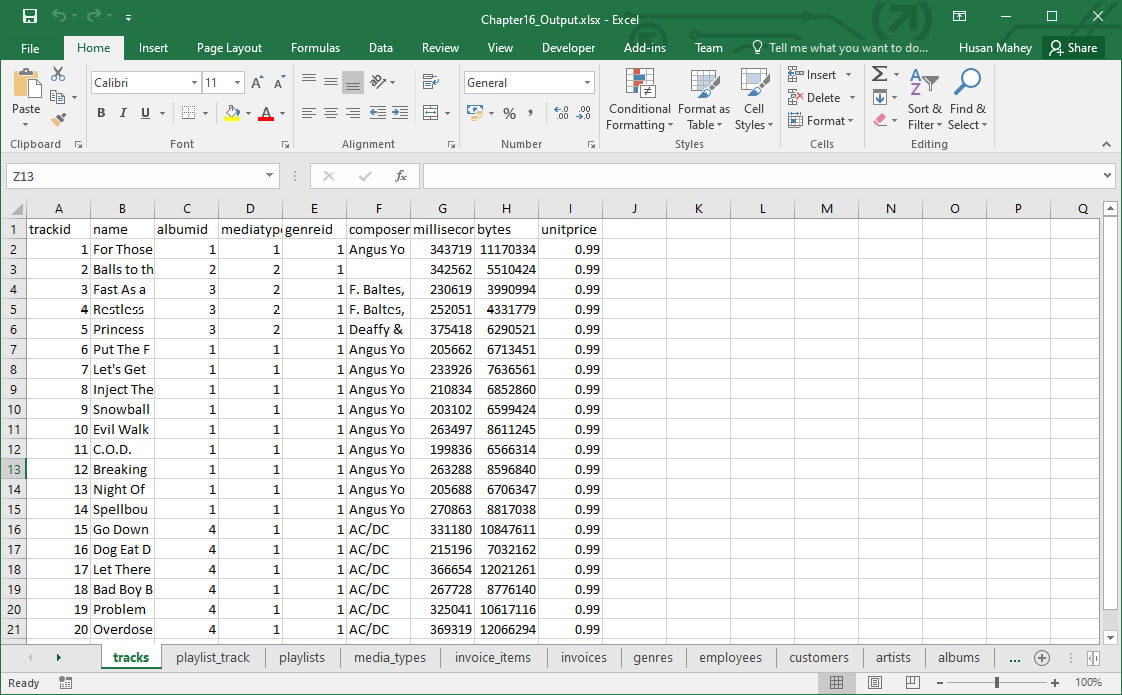 Chapter16_Output.xlsx - Excel
File Home Insert Page Layout Formulas Data Review View Developer Add-ins Team Tell me what you want to do... Husan Mahey Share
Paste Calibri 11 A A General Conditional Formatting Format as Table Cell Styles Insert Delete Format Sort & Filter Find & Select
B I U A % ,
Clipboard Font Alignment Number Styles Cells Editing
Z13 fx
A B C D E F G H I J K L M N O P Q
1 trackid name albumid mediatype genreid composer millisecon bytes unitprice
2 1 For Those 1 1 1 Angus Yo 343719 11170334 0.99
3 2 Balls to th 2 2 1 342562 5510424 0.99
4 3 Fast As a 3 2 1 F. Baltes, 230619 3990994 0.99
5 4 Restless 3 2 1 F. Baltes, 252051 4331779 0.99
6 5 Princess 3 2 1 Deaffy & 375418 6290521 0.99
7 6 Put The F 1 1 1 Angus Yo 205662 6713451 0.99
8 7 Let's Get 1 1 1 Angus Yo 233926 7636561 0.99
9 8 Inject The 1 1 1 Angus Yo 210834 6852860 0.99
10 9 Snowball 1 1 1 Angus Yo 203102 6599424 0.99
11 10 Evil Walk 1 1 1 Angus Yo 263497 8611245 0.99
12 11 C.O.D. 1 1 1 Angus Yo 199836 6566314 0.99
13 12 Breaking 1 1 1 Angus Yo 263288 8596840 0.99
14 13 Night Of 1 1 1 Angus Yo 205688 6706347 0.99
15 14 Spellbou 1 1 1 Angus Yo 270863 8817038 0.99
16 15 Go Down 4 1 1 AC/DC 331180 10847611 0.99
17 16 Dog Eat D 4 1 1 AC/DC 215196 7032162 0.99
18 17 Let There 4 1 1 AC/DC 366654 12021261 0.99
19 18 Bad Boy B 4 1 1 AC/DC 267728 8776140 0.99
20 19 Problem 4 1 1 AC/DC 325041 10617116 0.99
21 20 Overdose 4 1 1 AC/DC 369319 12066294 0.99
tracks playlist_track playlists media_types invoice_items invoices genres employees customers artists albums ...
Ready 100%